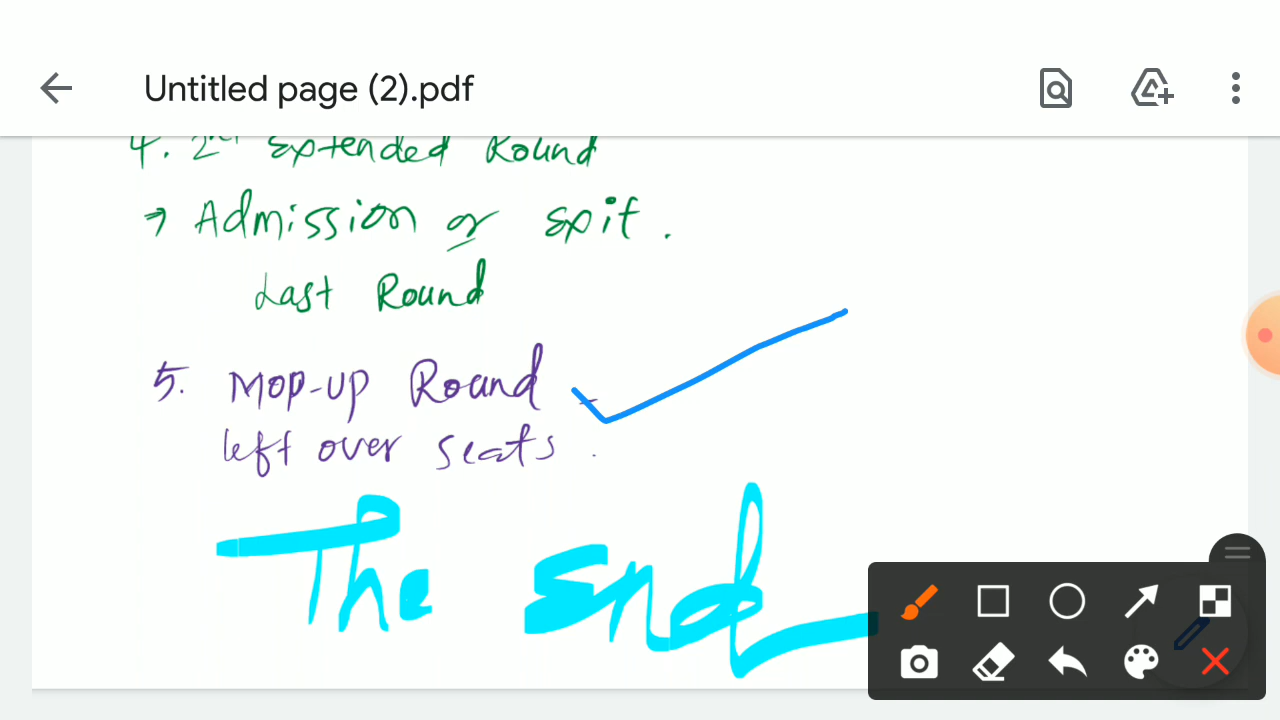 Untitled page (2).pdf
4. 2nd Extended Round
→ Admission or Exit.
Last Round
5. Mop-up Round -
left over seats.
The End